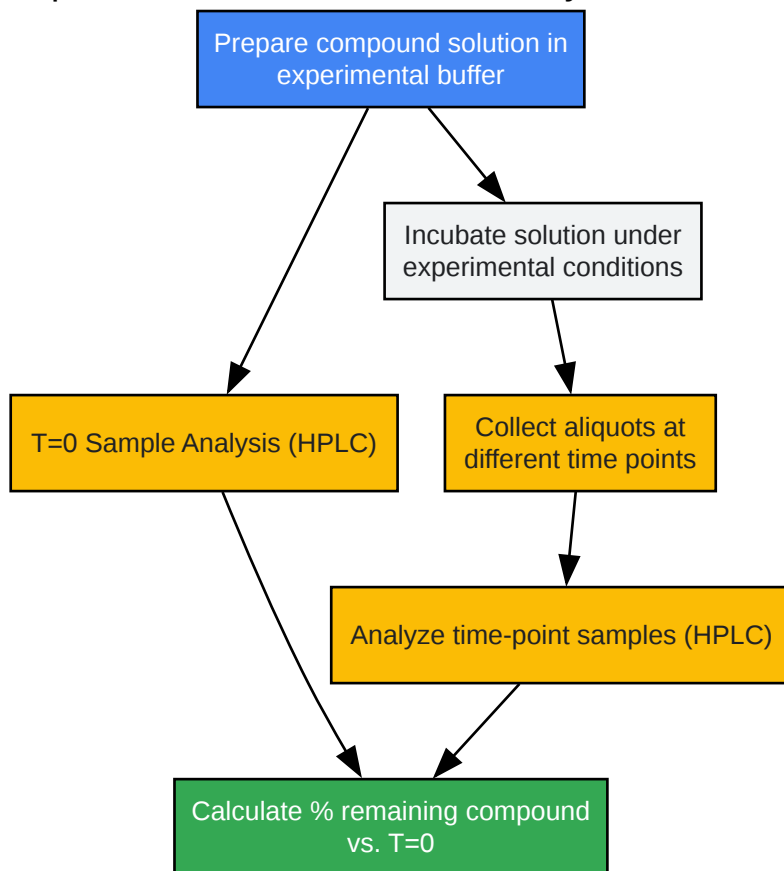 Prepare compound solution in
experimental buffer
Incubate solution under
experimental conditions
T=0 Sample Analysis (HPLC)
Collect aliquots at
different time points
Analyze time-point samples (HPLC)
Calculate % remaining compound
vs. T=0